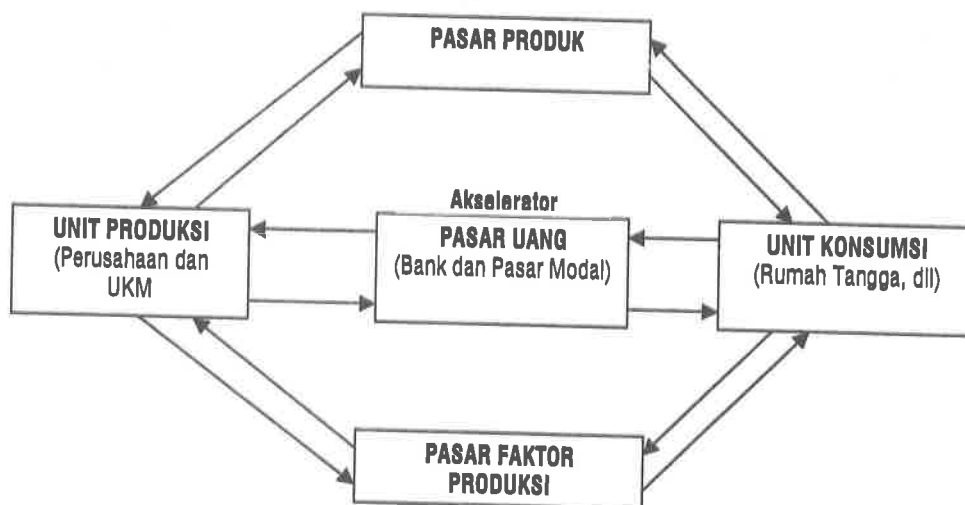 PASAR PRODUK
Akselerator
UNIT PRODUKSI
(Perusahaan dan
UKM
PASAR UANG
(Bank dan Pasar Modal)
UNIT KONSUMSI
(Rumah Tangga, dll)
PASAR FAKTOR
PRODUKSI